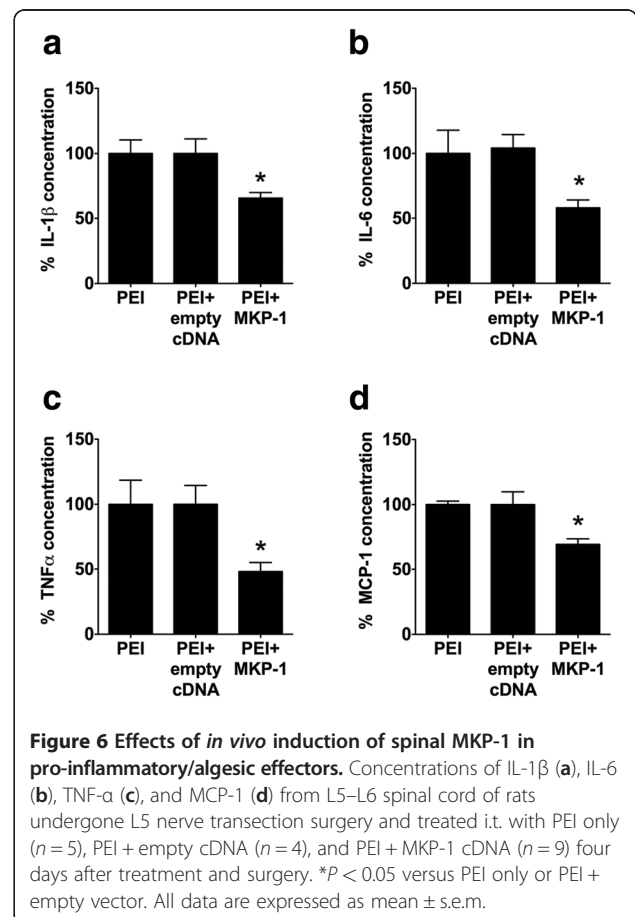 a
150
100
50
0
% IL-1β concentration
*
PEI
PEI+
empty
cDNA
PEI+
MKP-1
b
150
100
50
0
% IL-6 concentration
*
PEI
PEI+
empty
cDNA
PEI+
MKP-1
c
150
100
50
0
% TNFα concentration
*
PEI
PEI+
empty
cDNA
PEI+
MKP-1
d
150
100
50
0
% MCP-1 concentration
*
PEI
PEI+
empty
cDNA
PEI+
MKP-1
Figure 6 Effects of in vivo induction of spinal MKP-1 in
pro-inflammatory/algesic effectors. Concentrations of IL-1β (a), IL-6
(b), TNF-α (c), and MCP-1 (d) from L5–L6 spinal cord of rats
undergone L5 nerve transection surgery and treated i.t. with PEI only
(n = 5), PEI + empty cDNA (n = 4), and PEI + MKP-1 cDNA (n = 9) four
days after treatment and surgery. *P < 0.05 versus PEI only or PEI +
empty vector. All data are expressed as mean ± s.e.m.